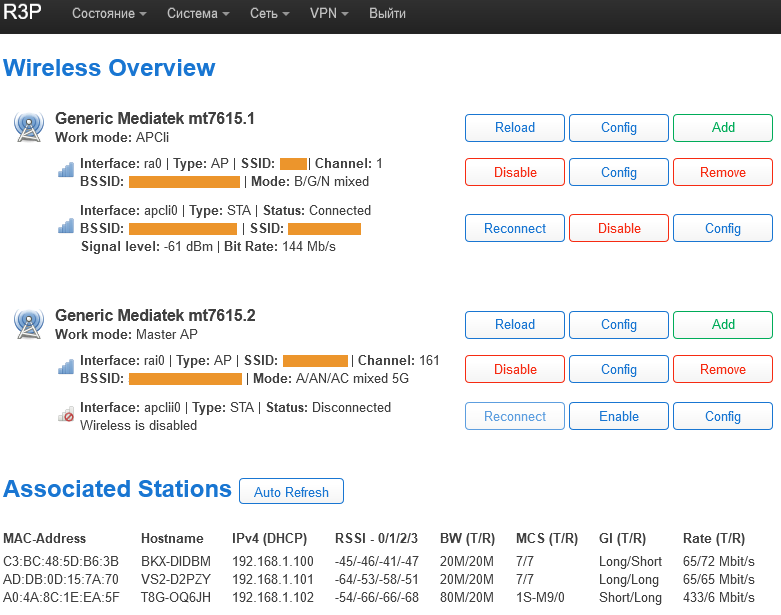 R3P Состояние Система Сеть VPN Выйти
Wireless Overview
Generic Mediatek mt7615.1
Work mode: APCli
Reload Config Add
Interface: ra0 | Type: AP | SSID: | Channel: 1
BSSID: | Mode: B/G/N mixed
Disable Config Remove
Interface: apcli0 | Type: STA | Status: Connected
BSSID: | SSID:
Signal level: -61 dBm | Bit Rate: 144 Mb/s
Reconnect Disable Config
Generic Mediatek mt7615.2
Work mode: Master AP
Reload Config Add
Interface: rai0 | Type: AP | SSID: | Channel: 161
BSSID: | Mode: A/AN/AC mixed 5G
Disable Config Remove
Interface: apclii0 | Type: STA | Status: Disconnected
Wireless is disabled
Reconnect Enable Config
Associated Stations Auto Refresh
MAC-Address Hostname IPv4 (DHCP) RSSI - 0/1/2/3 BW (T/R) MCS (T/R) GI (T/R) Rate (T/R)
C3:BC:48:5D:B6:3B BKX-DIDBM 192.168.1.100 -45/-46/-41/-47 20M/20M 7/7 Long/Short 65/72 Mbit/s
AD:DB:0D:15:7A:70 VS2-D2PZY 192.168.1.101 -64/-53/-58/-51 20M/20M 7/7 Long/Long 65/65 Mbit/s
A0:4A:8C:1E:EA:5F T8G-OQ6JH 192.168.1.102 -54/-66/-66/-68 80M/20M 1S-M9/0 Short/Long 433/6 Mbit/s